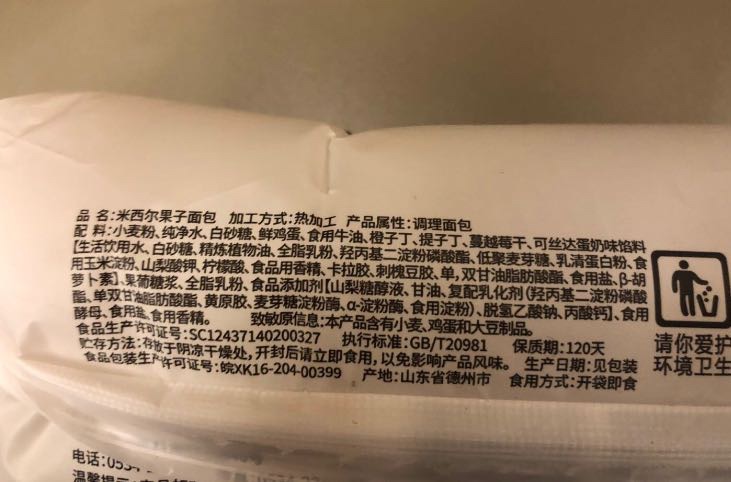 品 名:米西尔果子面包 加工方式:热加工 产品属性:调理面包
配 料:小麦粉、纯净水、白砂糖、鲜鸡蛋、食用牛油、橙子丁、提子丁、蔓越莓干、可丝达蛋奶味馅料
【生活饮用水、白砂糖、精炼植物油、全脂乳粉、羟丙基二淀粉磷酸酯、低聚麦芽糖、乳清蛋白粉、食
用玉米淀粉、山梨酸钾、柠檬酸、食品用香精、卡拉胶、刺槐豆胶、单,双甘油脂肪酸酯、食用盐、β-胡
萝卜素】、果葡糖浆、全脂乳粉、食品添加剂【山梨糖醇液、甘油、复配乳化剂(羟丙基二淀粉磷酸
酯、单双甘油脂肪酸酯、黄原胶、麦芽糖淀粉酶、α-淀粉酶、食用淀粉)、脱氢乙酸钠、丙酸钙】、食用
酵母、食用盐、食用香精。 致敏原信息:本产品含有小麦、鸡蛋和大豆制品。
食品生产许可证号:SC12437140200327 执行标准:GB/T20981 保质期:120天
贮存方法:存放于阴凉干燥处,开封后请立即食用,以免影响产品风味。 生产日期:见包装
食品包装生产许可证号:皖XK16-204-00399 产地:山东省德州市 食用方式:开袋即食
请你爱护
环境卫生
电话:0534
温馨提示: